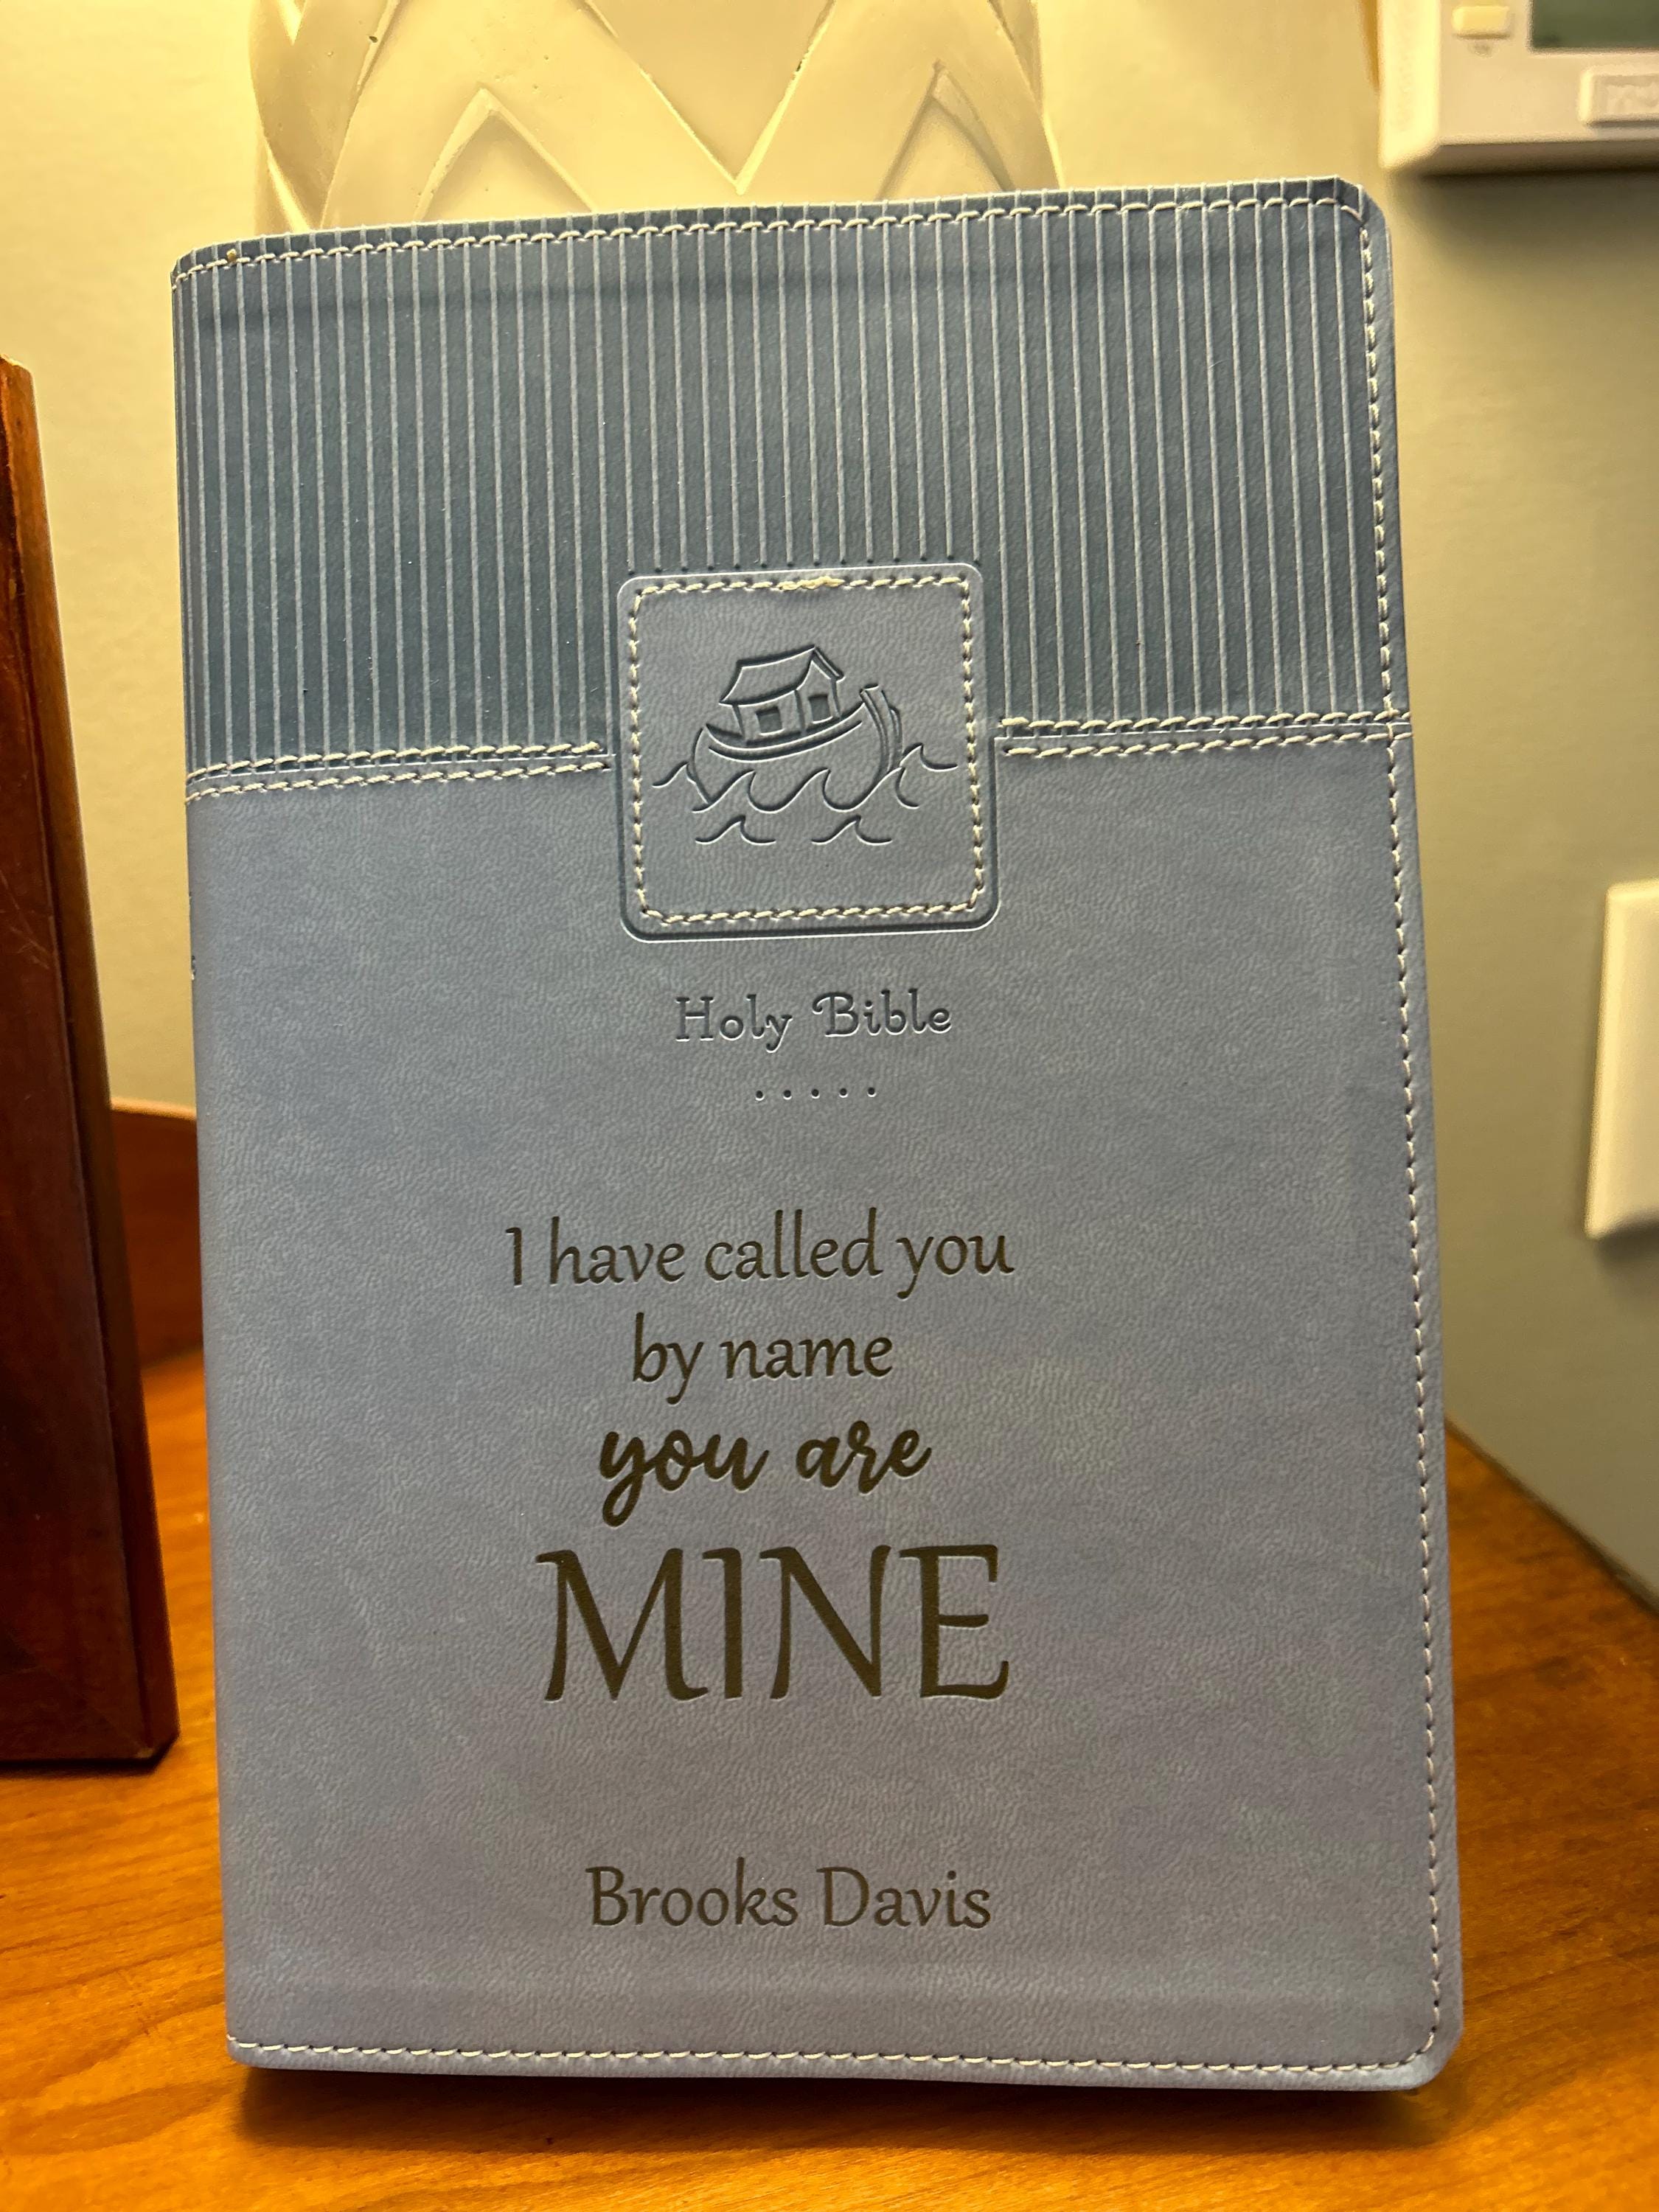 Holy Bible
I have called you
by name
you are
MINE
Brooks Davis